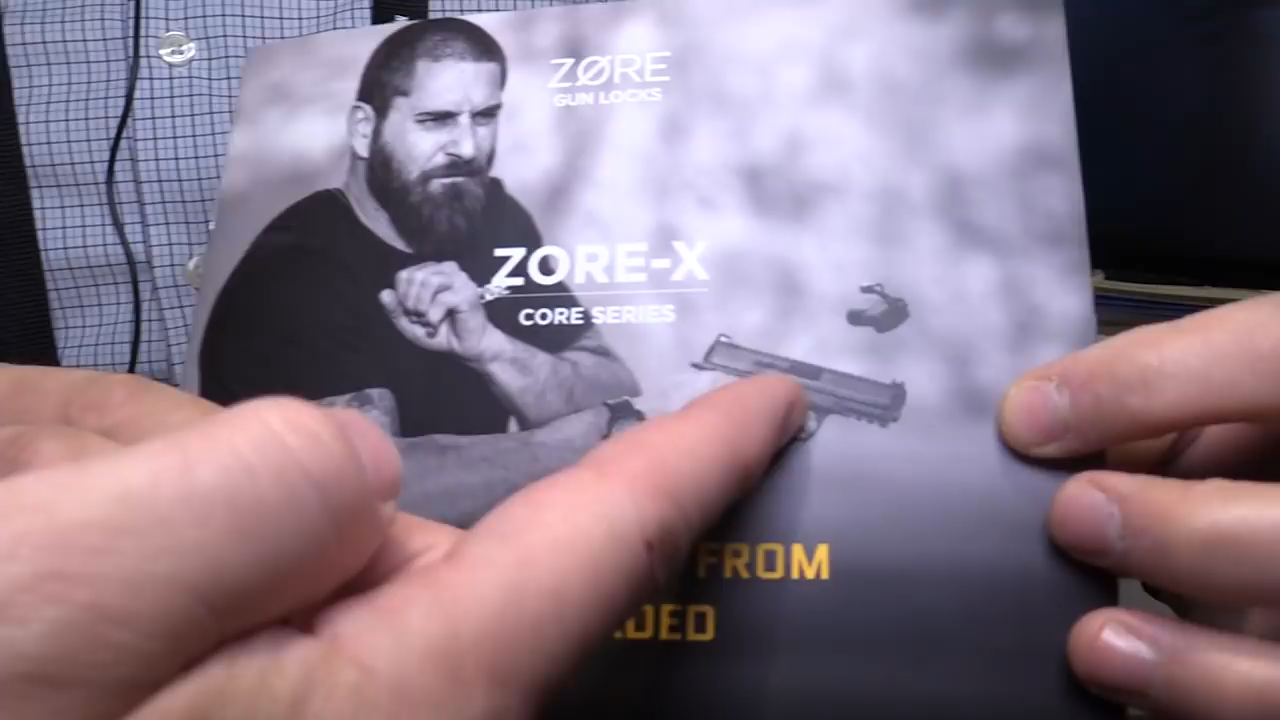 ZØRE
GUN LOCKS
ZORE-X
CORE SERIES
FROM